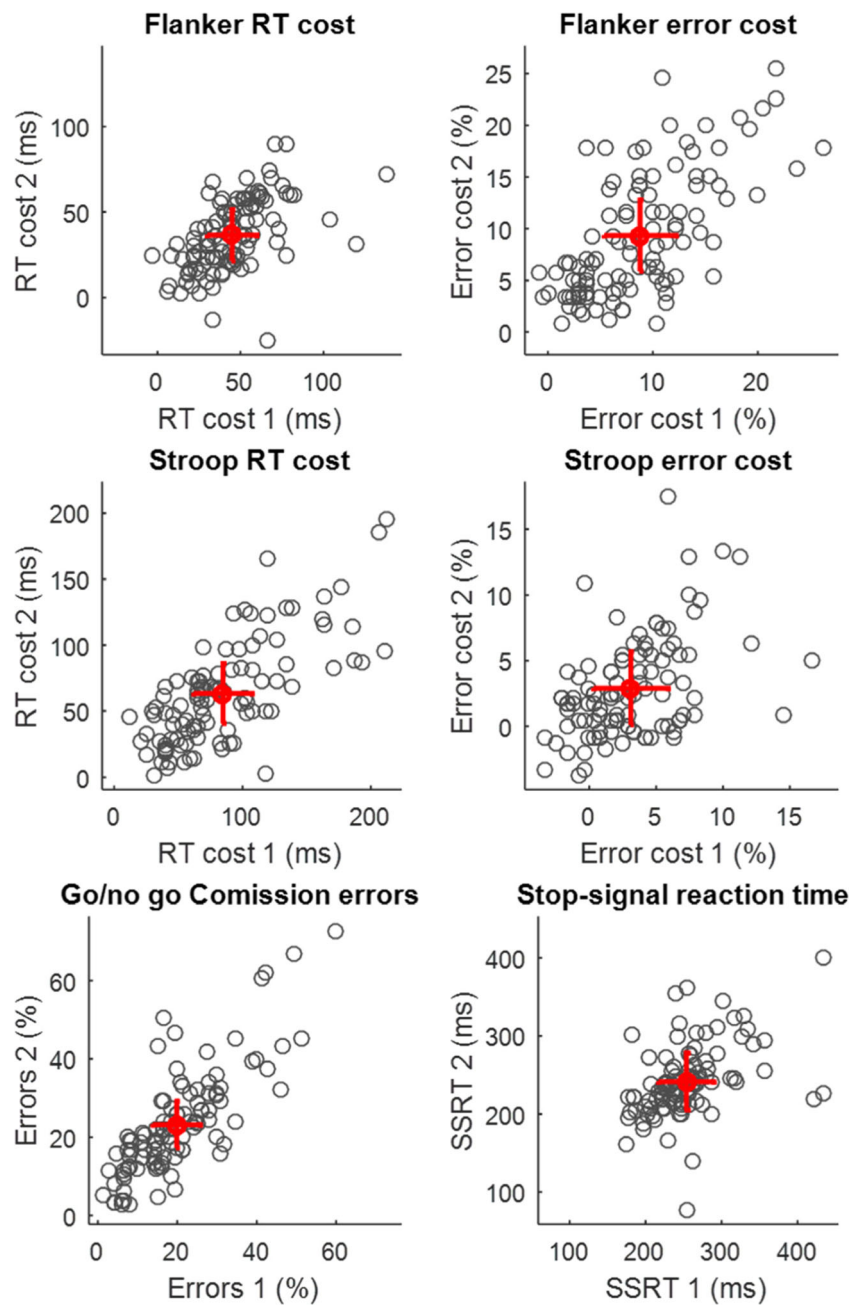 Flanker RT cost
RT cost 2 (ms)
100
50
0
0 50 100
RT cost 1 (ms)
Flanker error cost
Error cost 2 (%)
25
20
15
10
5
0
0 10 20
Error cost 1 (%)
Stroop RT cost
RT cost 2 (ms)
200
150
100
50
0
0 100 200
RT cost 1 (ms)
Stroop error cost
Error cost 2 (%)
15
10
5
0
0 5 10 15
Error cost 1 (%)
Go/no go Comission errors
Errors 2 (%)
60
40
20
0
0 20 40 60
Errors 1 (%)
Stop-signal reaction time
SSRT 2 (ms)
400
300
200
100
100 200 300 400
SSRT 1 (ms)